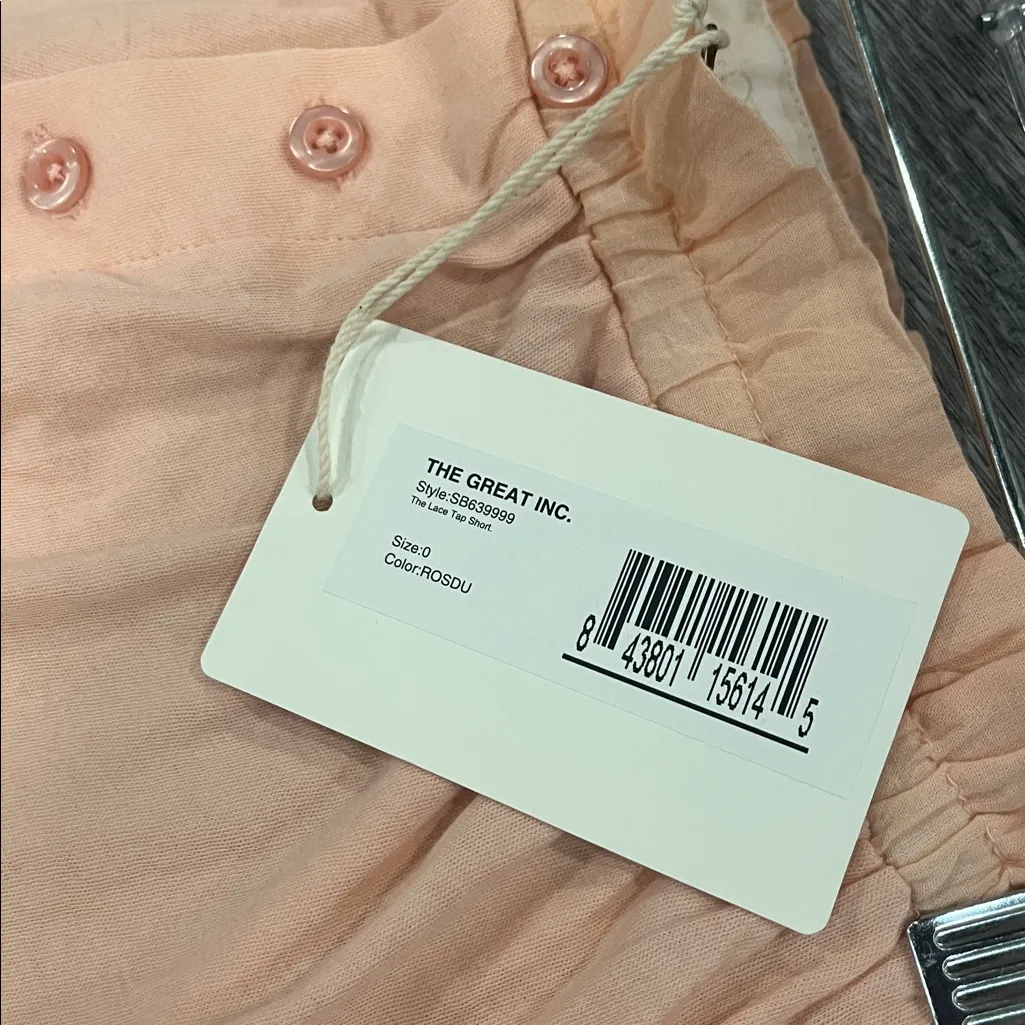 THE GREAT INC.
Style:SB639999
The Lace Tap Short.
Size:0
Color:ROSDU
8 43801 15614 5